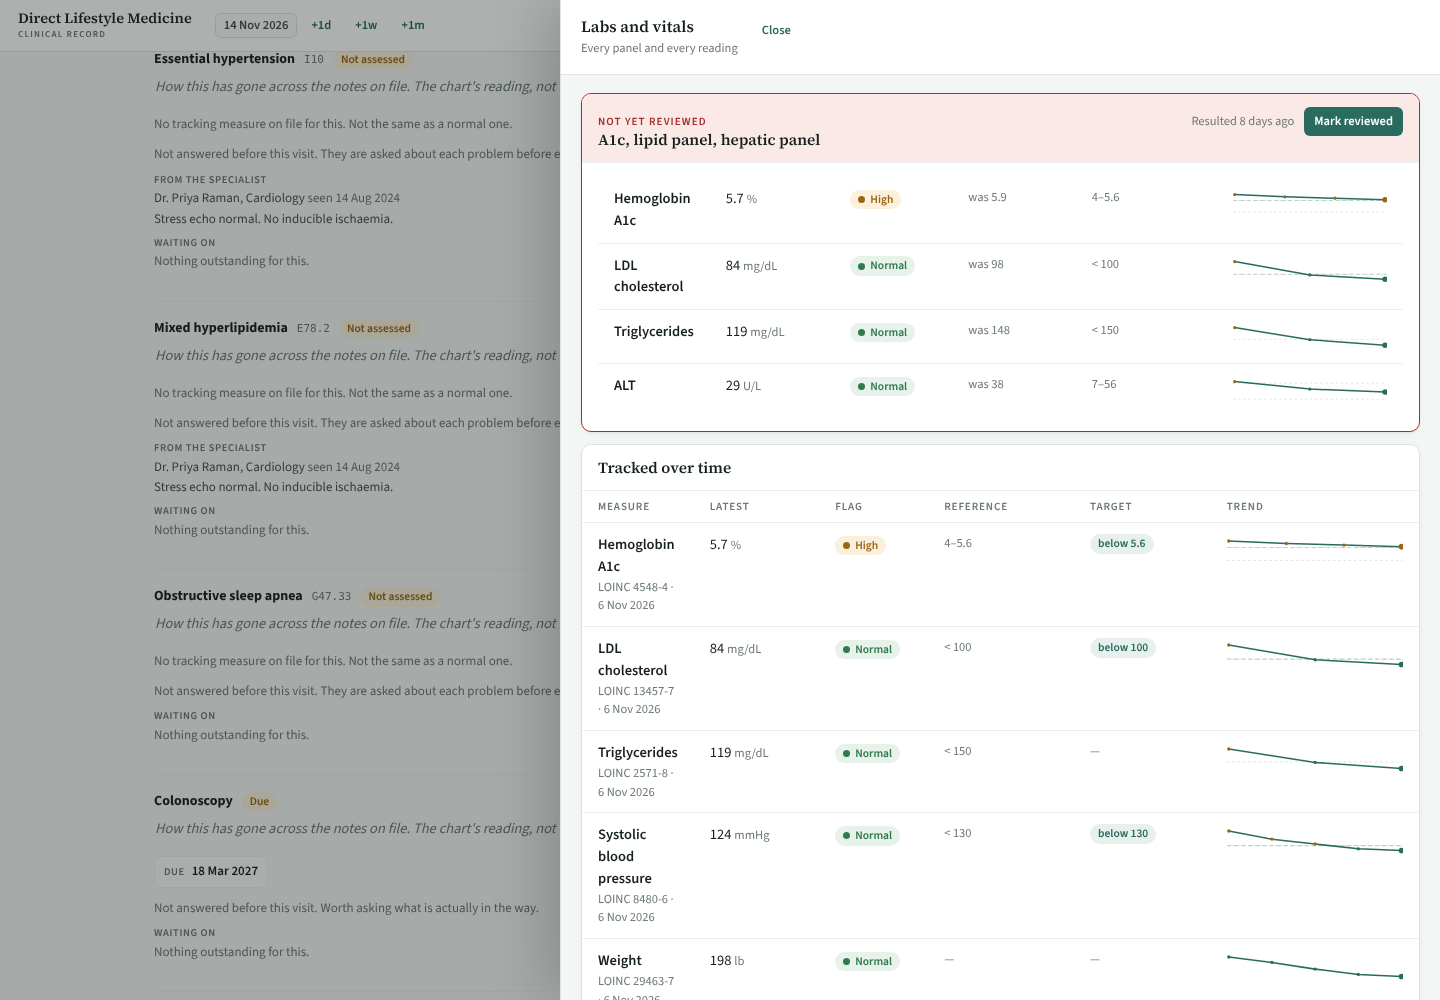 Direct Lifestyle Medicine
CLINICAL RECORD
14 Nov 2026 +1d +1w +1m
Essential hypertension I10 Not assessed
How this has gone across the notes on file. The chart's reading, not
No tracking measure on file for this. Not the same as a normal one.
Not answered before this visit. They are asked about each problem before e
FROM THE SPECIALIST
Dr. Priya Raman, Cardiology seen 14 Aug 2024
Stress echo normal. No inducible ischaemia.
WAITING ON
Nothing outstanding for this.
Mixed hyperlipidemia E78.2 Not assessed
How this has gone across the notes on file. The chart's reading, not
No tracking measure on file for this. Not the same as a normal one.
Not answered before this visit. They are asked about each problem before e
FROM THE SPECIALIST
Dr. Priya Raman, Cardiology seen 14 Aug 2024
Stress echo normal. No inducible ischaemia.
WAITING ON
Nothing outstanding for this.
Obstructive sleep apnea G47.33 Not assessed
How this has gone across the notes on file. The chart's reading, not
No tracking measure on file for this. Not the same as a normal one.
Not answered before this visit. They are asked about each problem before e
WAITING ON
Nothing outstanding for this.
Colonoscopy Due
How this has gone across the notes on file. The chart's reading, not
DUE 18 Mar 2027
Not answered before this visit. Worth asking what is actually in the way.
WAITING ON
Nothing outstanding for this.
Labs and vitals
Every panel and every reading
Close
NOT YET REVIEWED
A1c, lipid panel, hepatic panel
Resulted 8 days ago Mark reviewed
Hemoglobin A1c 5.7 % High was 5.9 4–5.6
LDL cholesterol 84 mg/dL Normal was 98 < 100
Triglycerides 119 mg/dL Normal was 148 < 150
ALT 29 U/L Normal was 38 7–56
Tracked over time
MEASURE LATEST FLAG REFERENCE TARGET TREND
Hemoglobin A1c 5.7 % High 4–5.6 below 5.6
LOINC 4548-4 ·
6 Nov 2026
LDL cholesterol 84 mg/dL Normal < 100 below 100
LOINC 13457-7
· 6 Nov 2026
Triglycerides 119 mg/dL Normal < 150 —
LOINC 2571-8 ·
6 Nov 2026
Systolic blood pressure 124 mmHg Normal < 130 below 130
LOINC 8480-6 ·
6 Nov 2026
Weight 198 lb Normal — —
LOINC 29463-7
· 6 Nov 2026